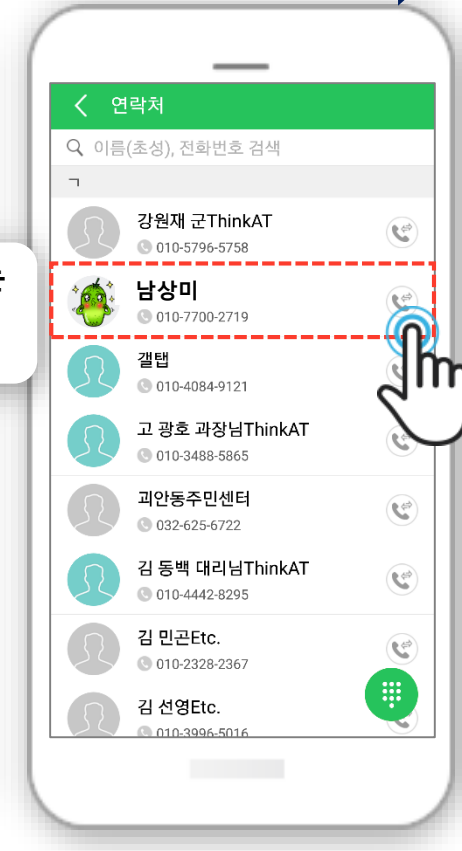 연락처
이름(초성), 전화번호 검색
ㄱ
강원재 군ThinkAT
010-5796-5758
남상미
010-7700-2719
갤탭
010-4084-9121
고 광호 과장님ThinkAT
010-3488-5865
괴안동주민센터
032-625-6722
김 동백 대리님ThinkAT
010-4442-8295
김 민곤Etc.
010-2328-2367
김 선영Etc.
010-3996-5016